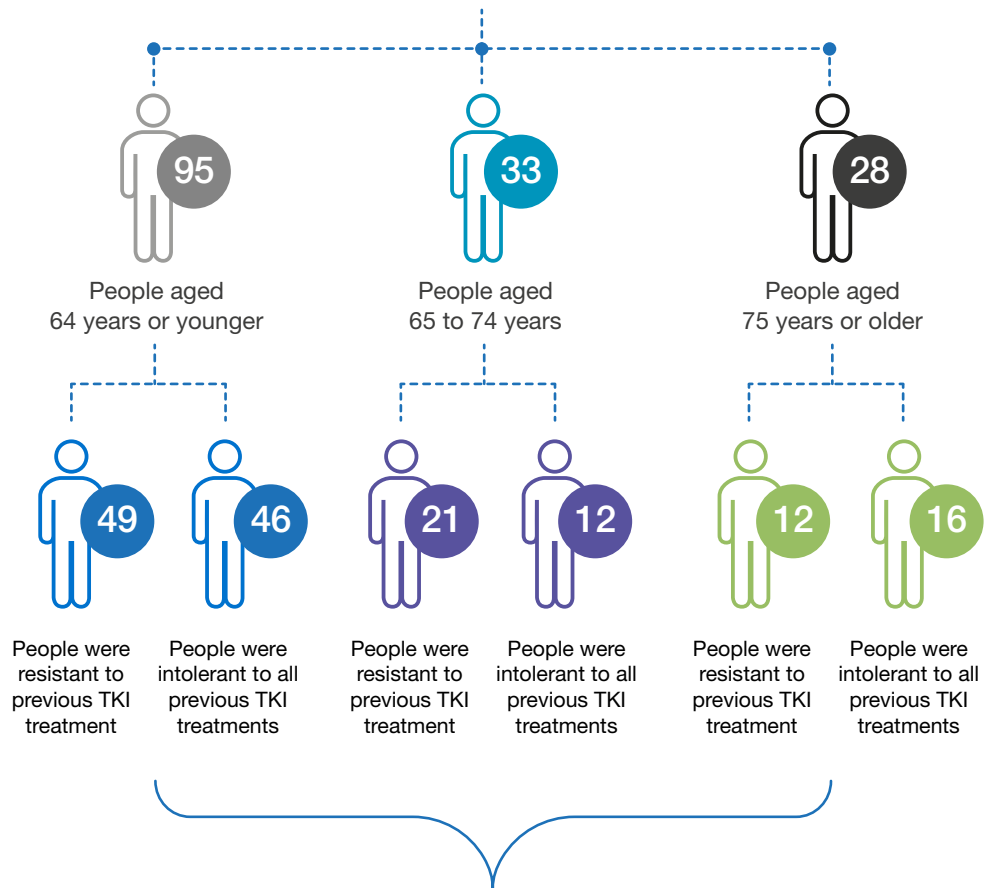 95
33
28
People aged
64 years or younger
People aged
65 to 74 years
People aged
75 years or older
49
46
21
12
12
16
People were
resistant to
previous TKI
treatment
People were
intolerant to all
previous TKI
treatments
People were
resistant to
previous TKI
treatment
People were
intolerant to all
previous TKI
treatments
People were
resistant to
previous TKI
treatment
People were
intolerant to all
previous TKI
treatments